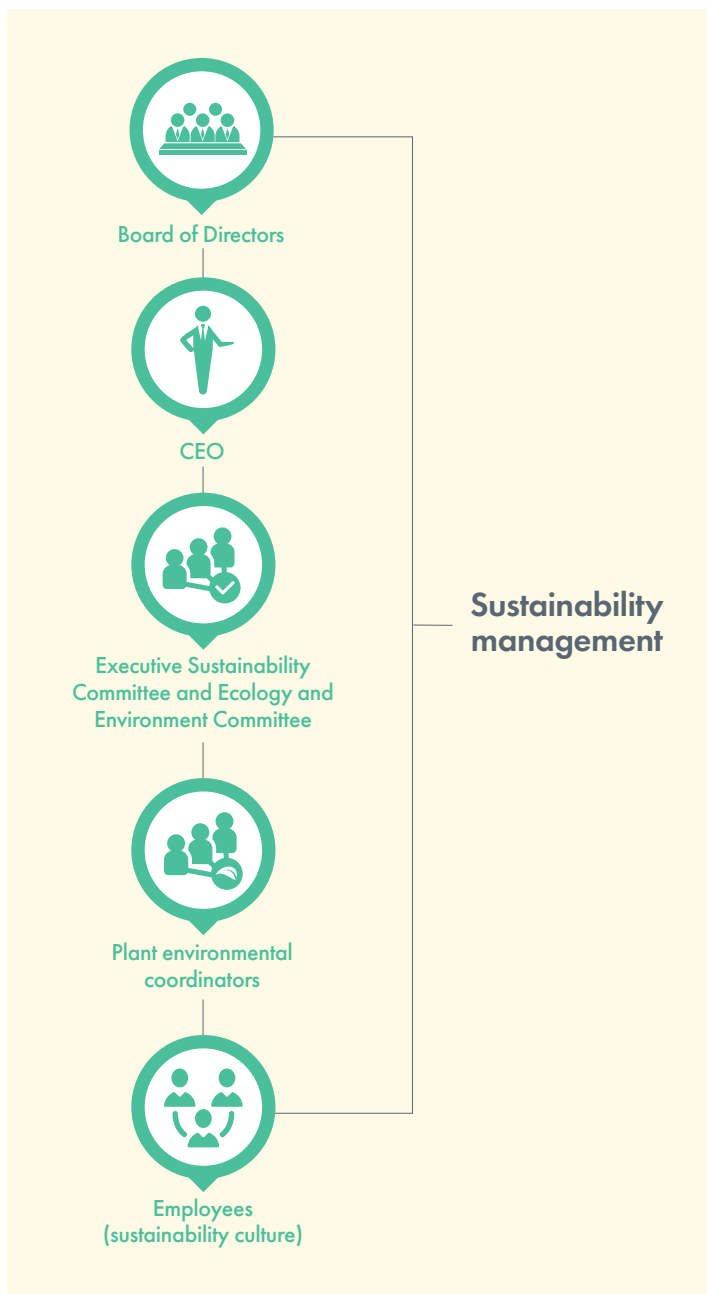 Board of Directors
CEO
Executive Sustainability
Committee and Ecology and
Environment Committee
Sustainability
management
Plant environmental
coordinators
Employees
(sustainability culture)